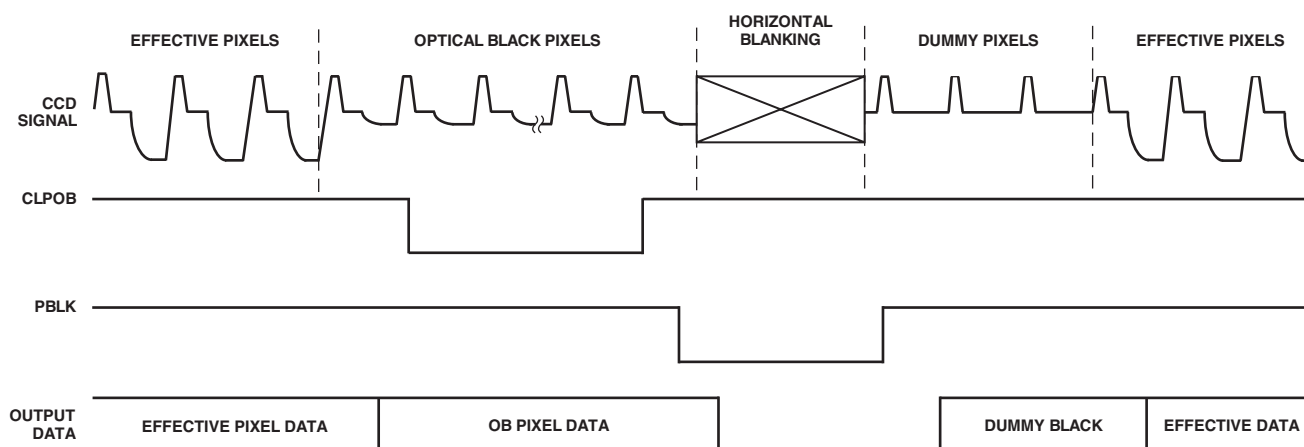 HORIZONTAL
BLANKING
EFFECTIVE PIXELS
OPTICAL BLACK PIXELS
DUMMY PIXELS
EFFECTIVE PIXELS
CCD
SIGNAL
CLPOB
PBLK
OUTPUT
DATA
EFFECTIVE PIXEL DATA
OB PIXEL DATA
DUMMY BLACK
EFFECTIVE DATA